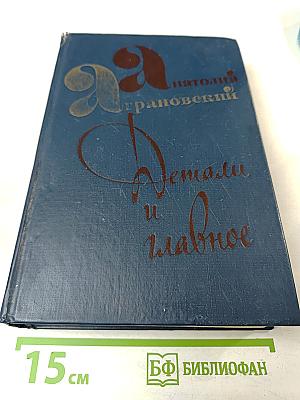 Анатолий
Аграновский
Детали
и
главное
15 см
БФ БИБЛИОФАН